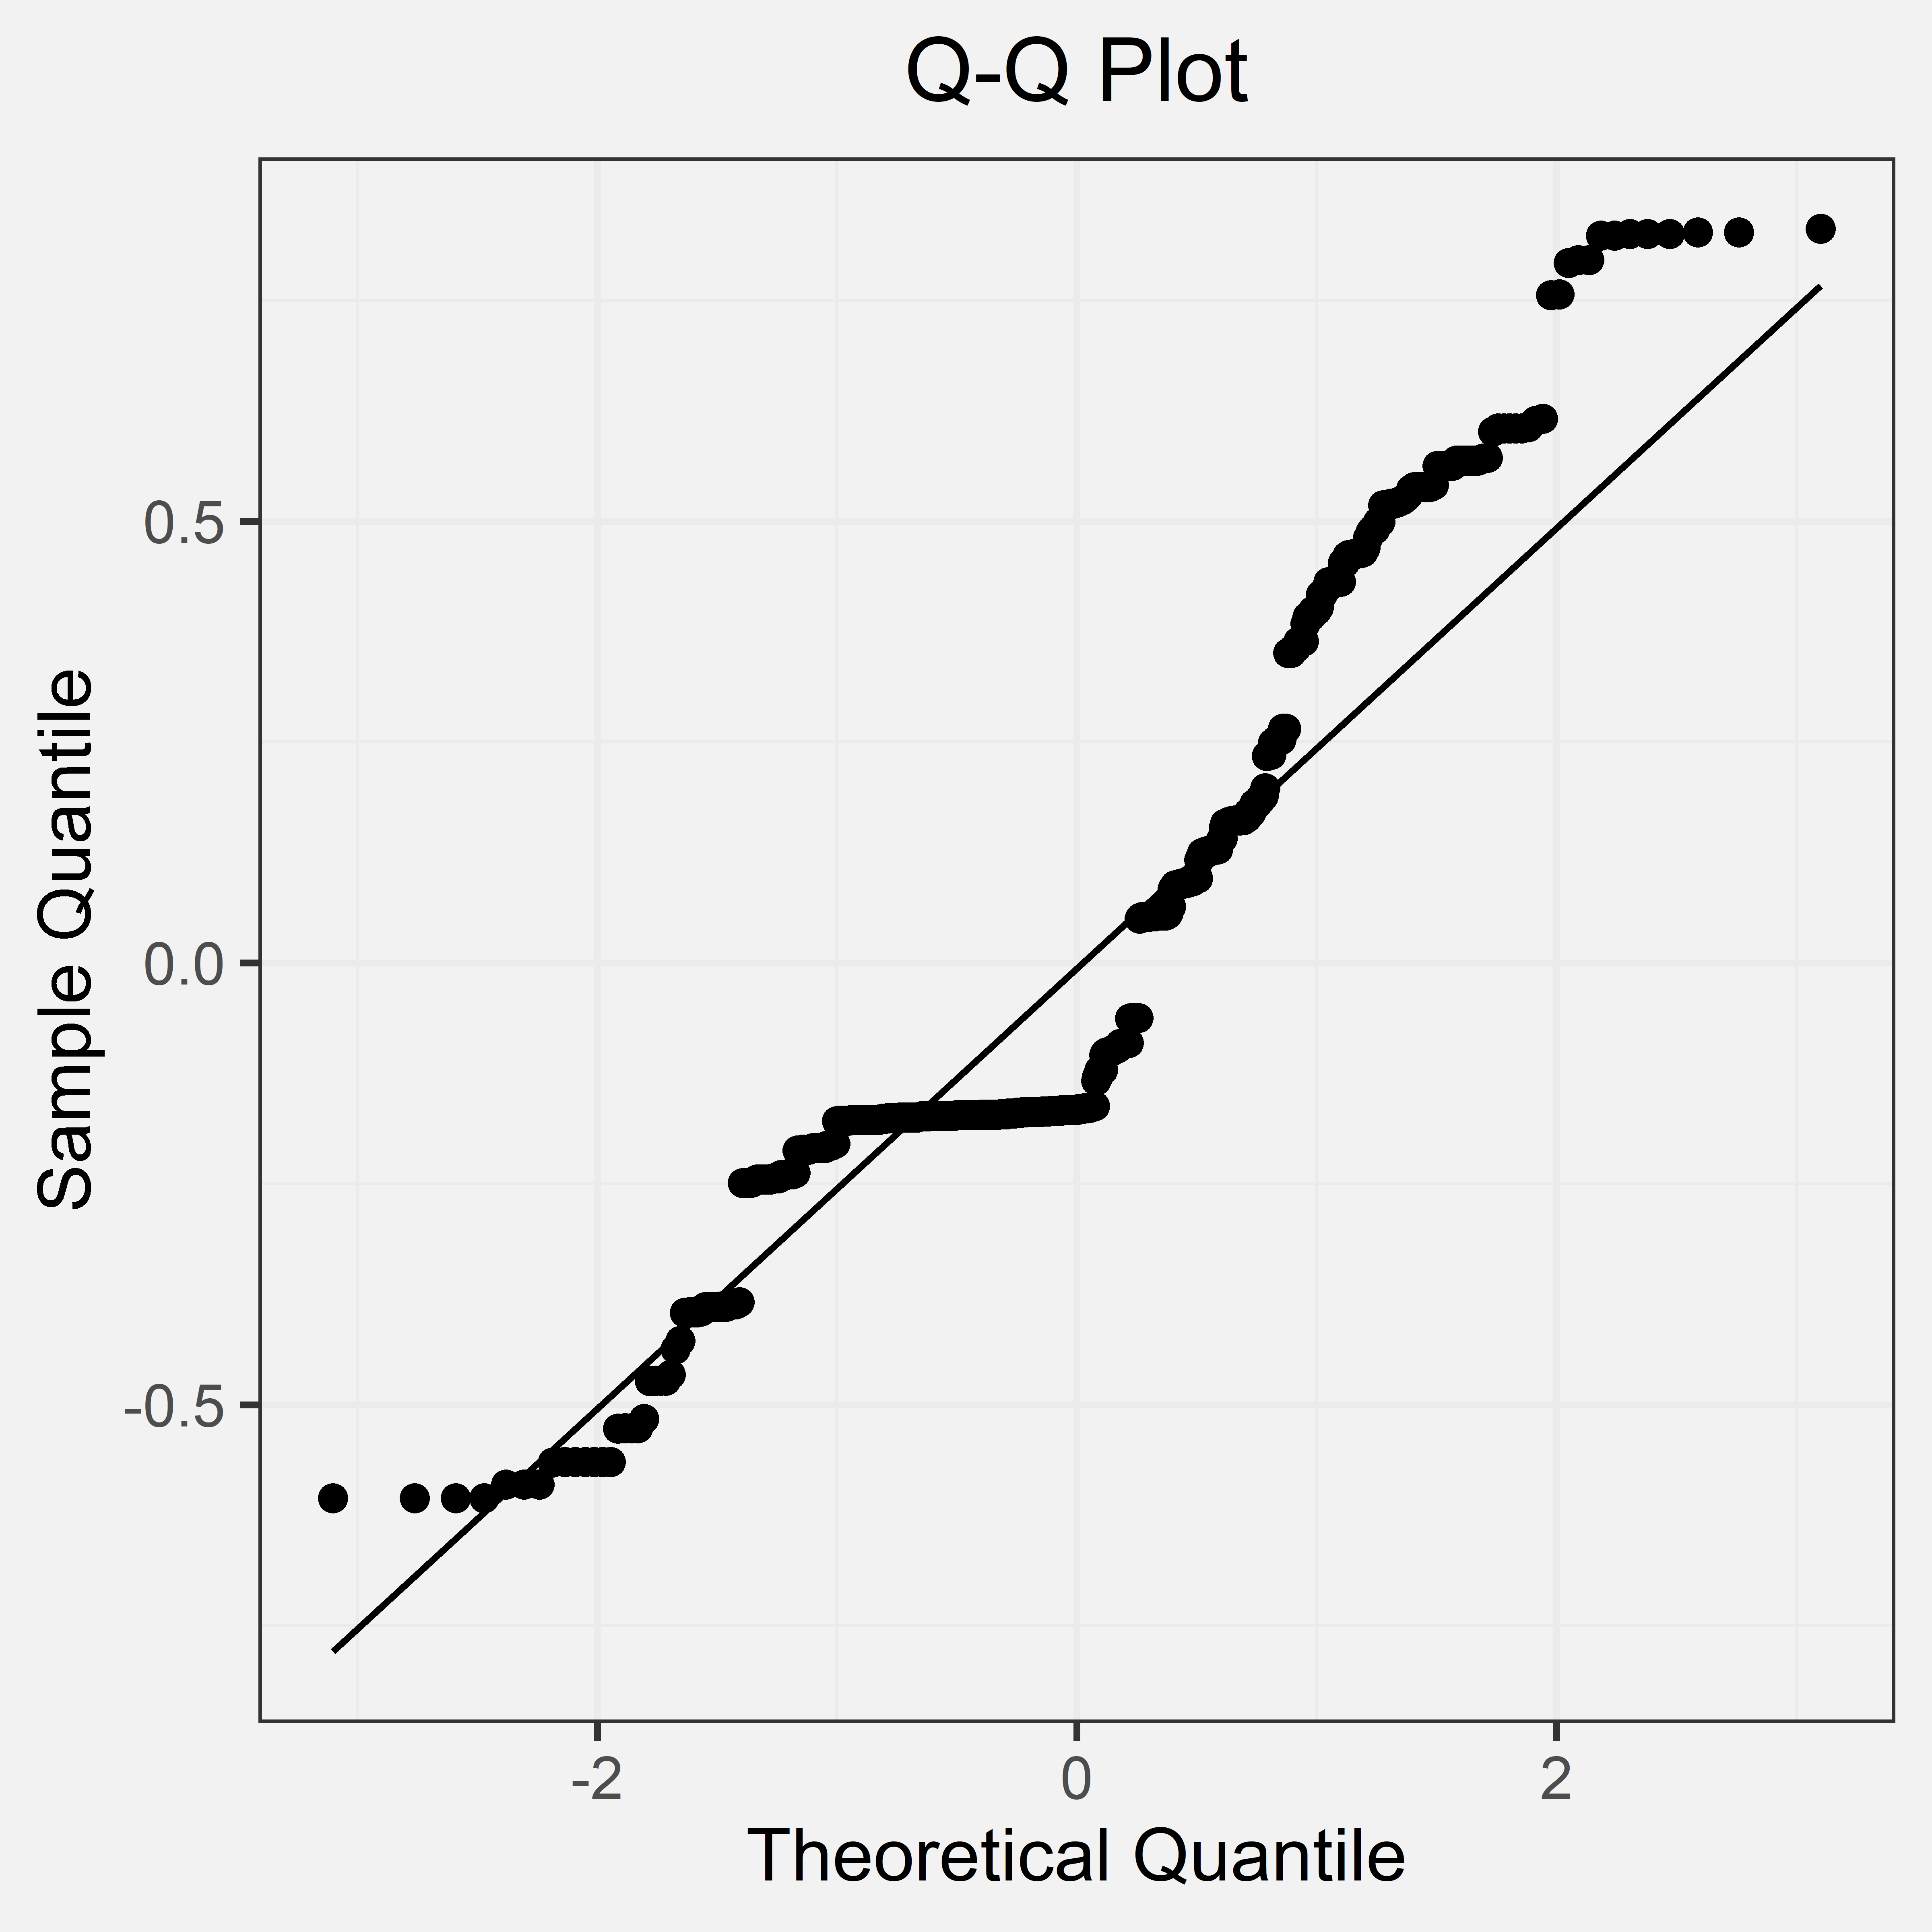 Q-Q Plot
Sample Quantile
0.5
0.0
-0.5
-2 0 2
Theoretical Quantile